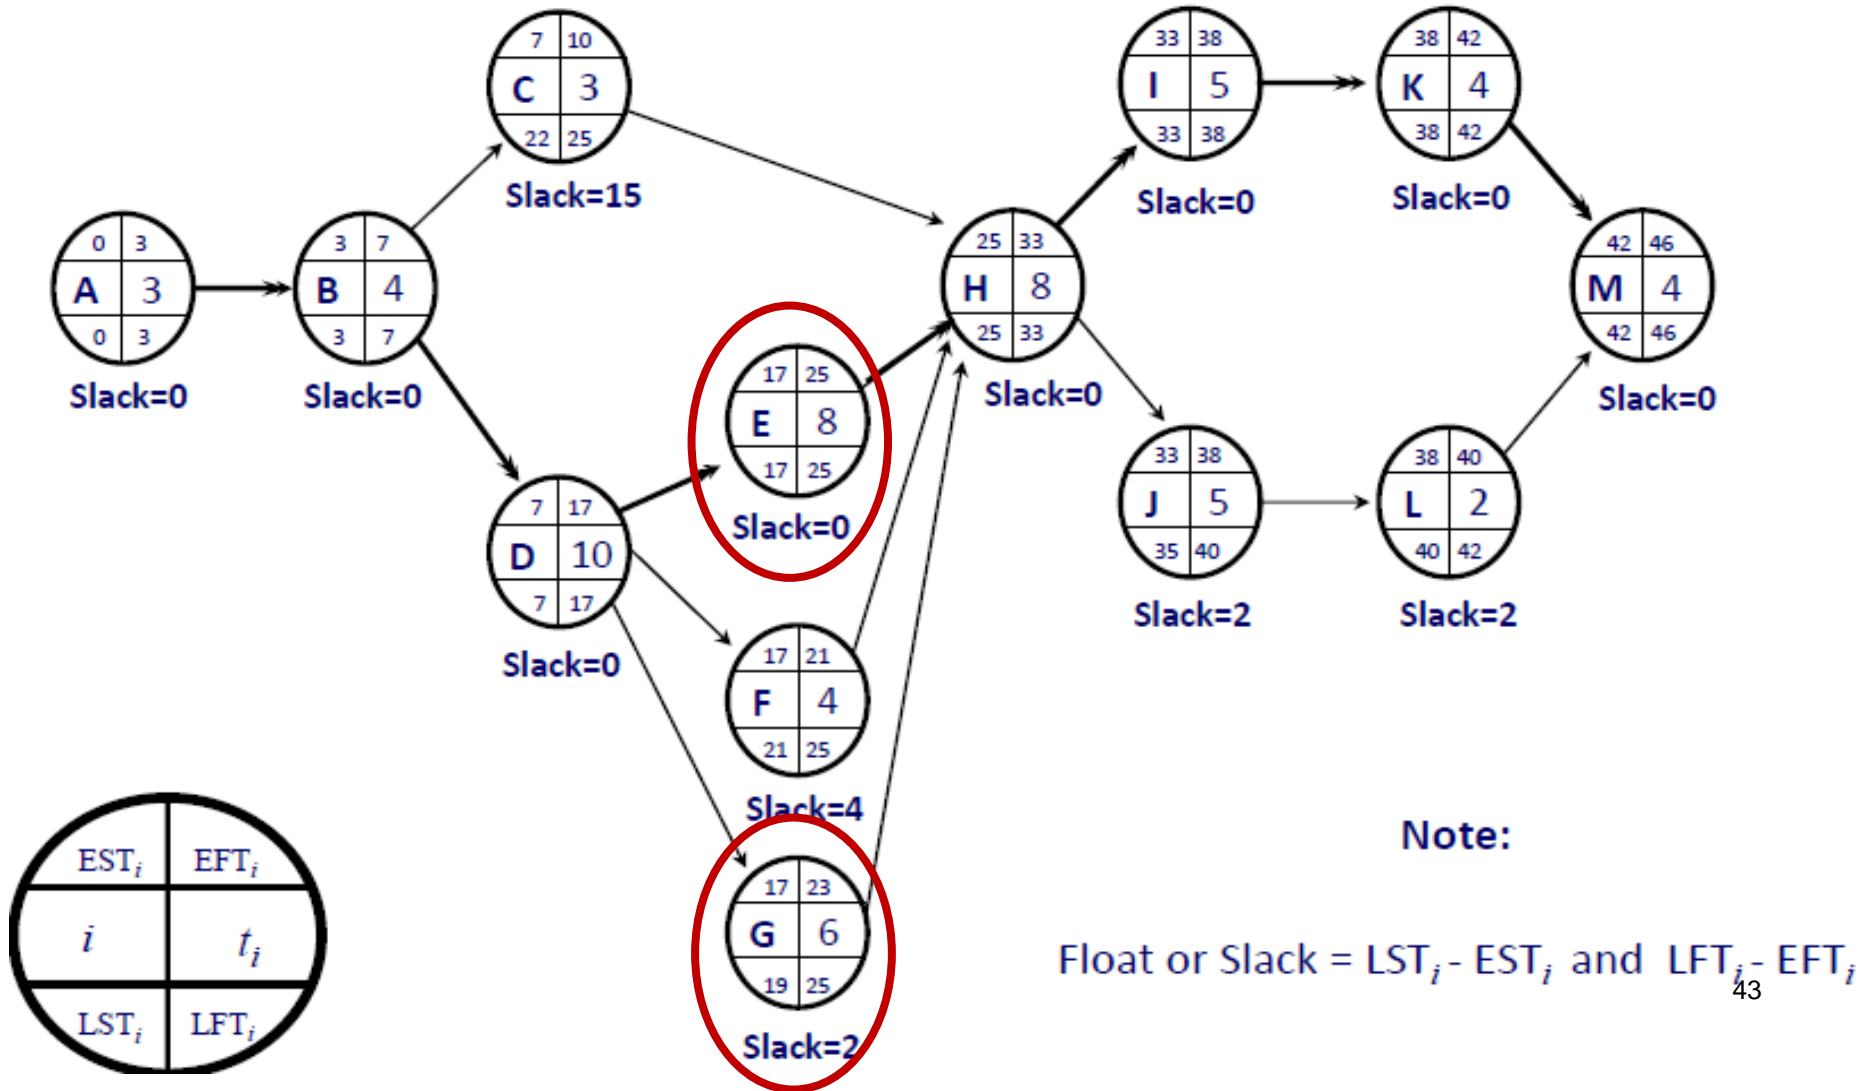 7 10
C 3
22 25
Slack=15
33 38
I 5
33 38
Slack=0
38 42
K 4
38 42
Slack=0
0 3
A 3
0 3
Slack=0
3 7
B 4
3 7
Slack=0
25 33
H 8
25 33
Slack=0
42 46
M 4
42 46
Slack=0
17 25
E 8
17 25
Slack=0
7 17
D 10
7 17
Slack=0
33 38
J 5
35 40
Slack=2
38 40
L 2
40 42
Slack=2
17 21
F 4
21 25
Slack=4
17 23
G 6
19 25
Slack=2
ESTi EFTi
i ti
LSTi LFTi
Note:
Float or Slack = LSTi - ESTi and LFTi - EFTi
43